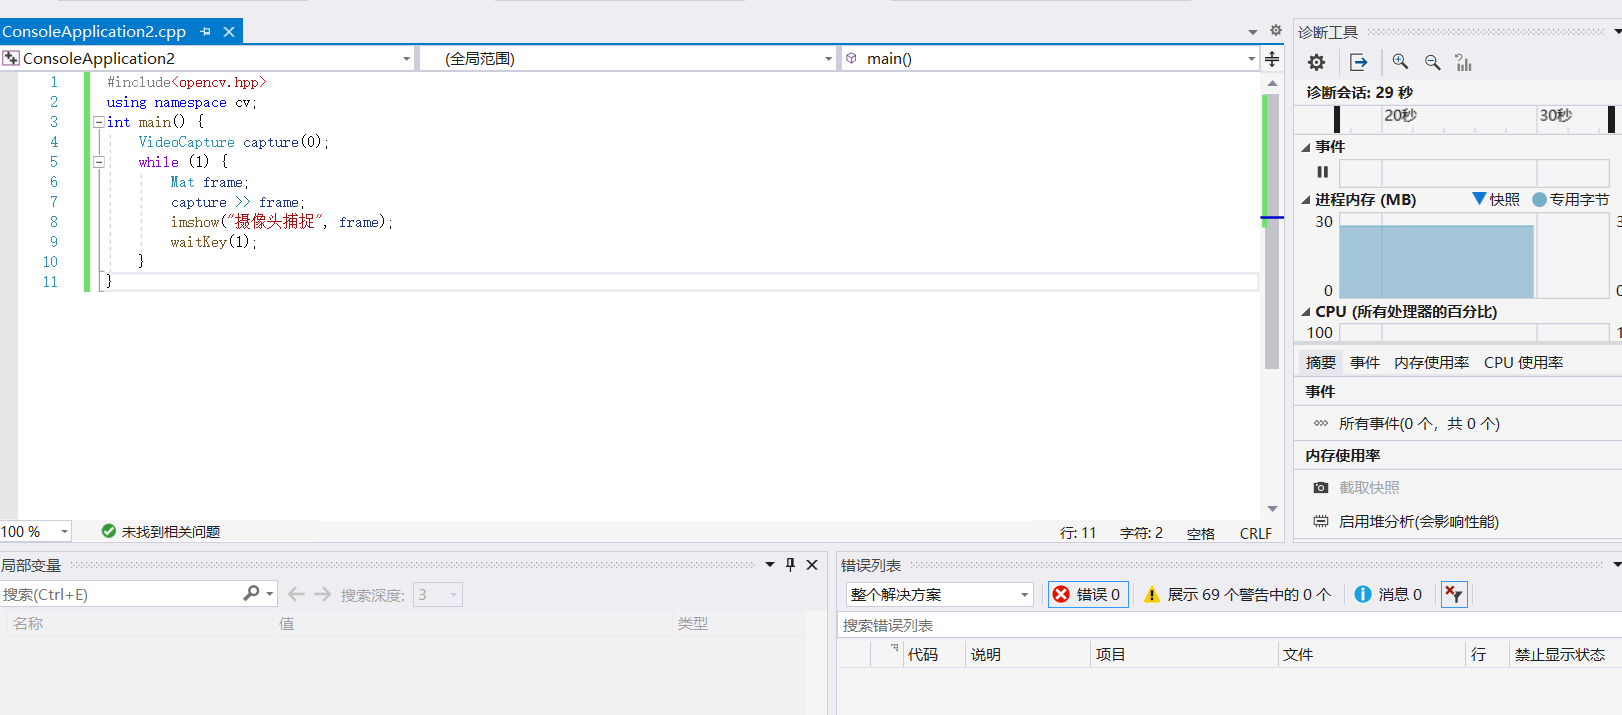 ConsoleApplication2.cpp
ConsoleApplication2
(全局范围)
main()
1 #include<opencv.hpp>
2 using namespace cv;
3 int main() {
4 VideoCapture capture(0);
5 while (1) {
6 Mat frame;
7 capture >> frame;
8 imshow("摄像头捕捉", frame);
9 waitKey(1);
10 }
11 }
100 %
未找到相关问题
行: 11
字符: 2
空格
CRLF
诊断工具
诊断会话: 29 秒
20秒
30秒
事件
进程内存 (MB)
快照
专用字节
30
0
CPU (所有处理器的百分比)
100
摘要 事件 内存使用率 CPU 使用率
事件
所有事件(0 个，共 0 个)
内存使用率
截取快照
启用堆分析(会影响性能)
局部变量
搜索(Ctrl+E)
搜索深度: 3
名称 值 类型
错误列表
整个解决方案
错误 0
展示 69 个警告中的 0 个
消息 0
搜索错误列表
代码 说明 项目 文件 行 禁止显示状态